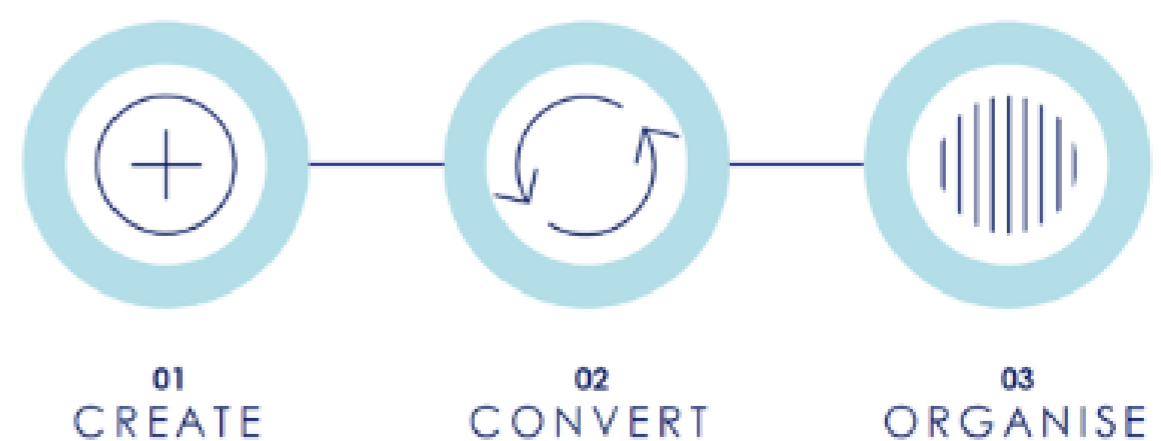 01
CREATE
02
CONVERT
03
ORGANISE